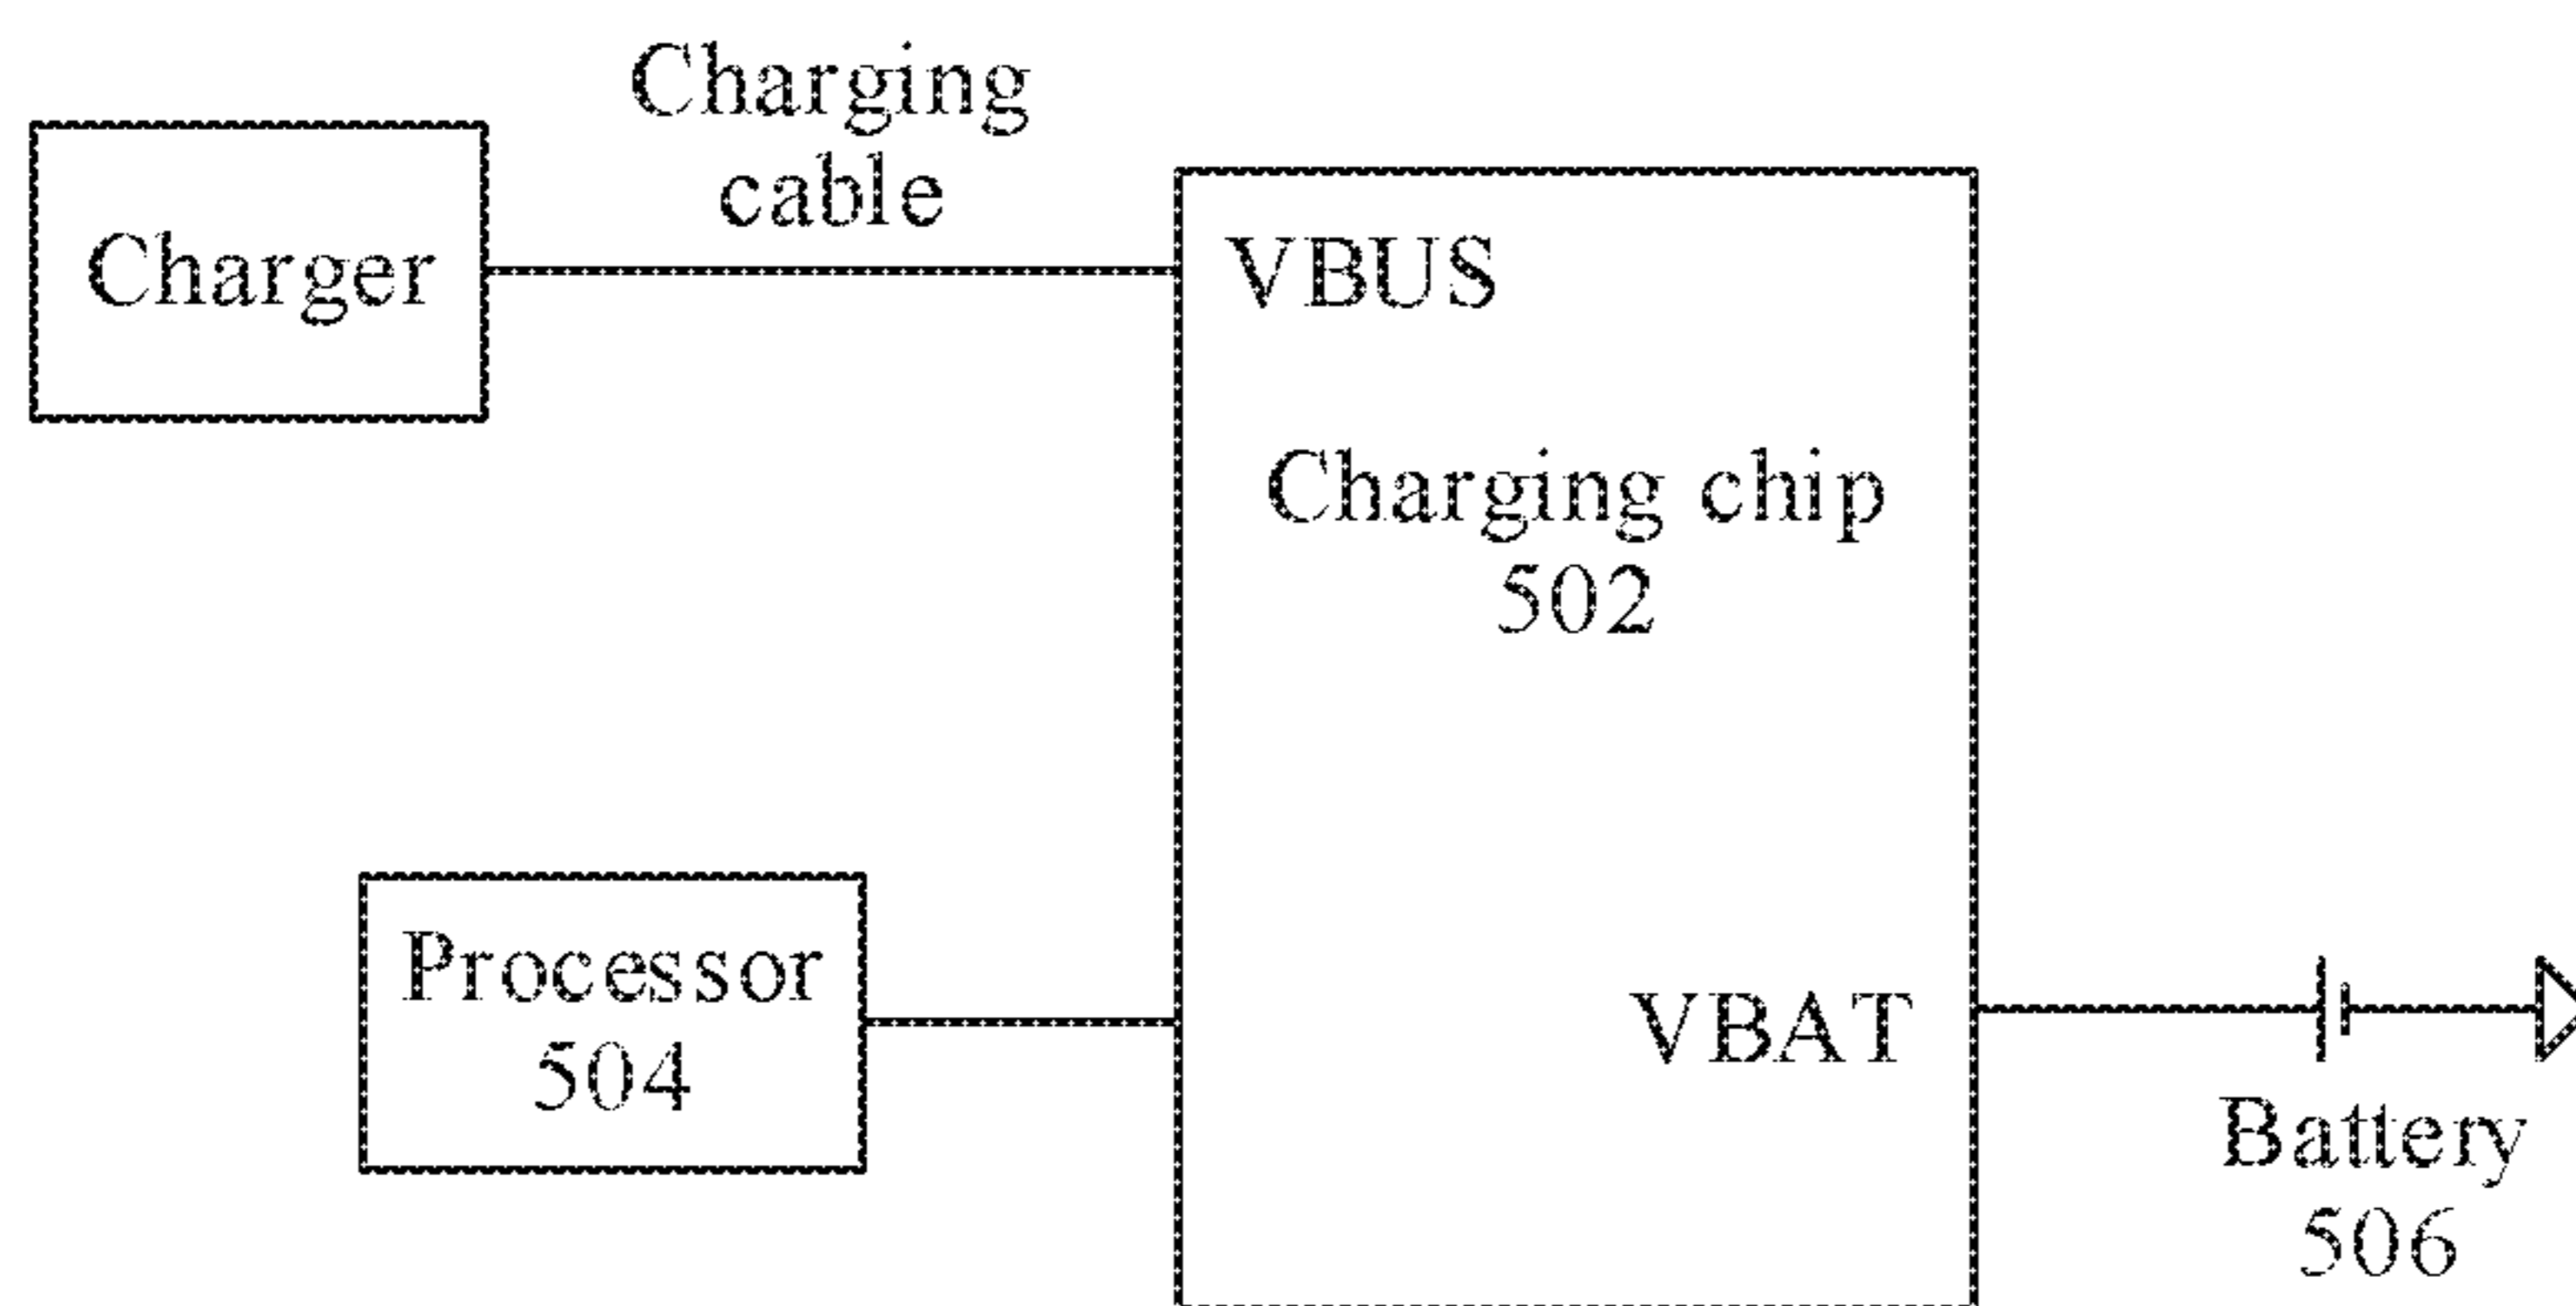 Charging
cable
Charger
VBUS
Charging chip
502
Processor
504
VBAT
Battery
506